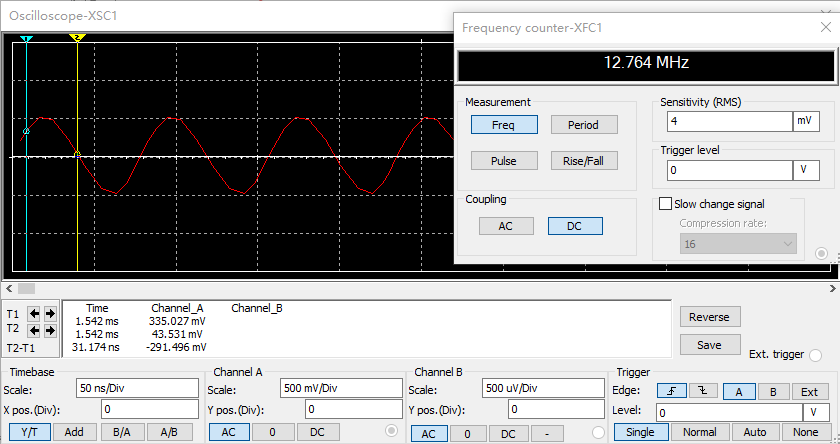 Oscilloscope-XSC1
1
2
Frequency counter-XFC1
12.764 MHz
Measurement
Freq
Period
Pulse
Rise/Fall
Coupling
AC
DC
Sensitivity (RMS)
4
mV
Trigger level
0
V
Slow change signal
Compression rate:
16
T1
T2
T2-T1
Time Channel_A Channel_B
1.542 ms 335.027 mV
1.542 ms 43.531 mV
31.174 ns -291.496 mV
Reverse
Save
Ext. trigger
Timebase
Scale: 50 ns/Div
X pos.(Div): 0
Y/T Add B/A A/B
Channel A
Scale: 500 mV/Div
Y pos.(Div): 0
AC 0 DC
Channel B
Scale: 500 uV/Div
Y pos.(Div): 0
AC 0 DC -
Trigger
Edge: A B Ext
Level: 0 V
Single Normal Auto None